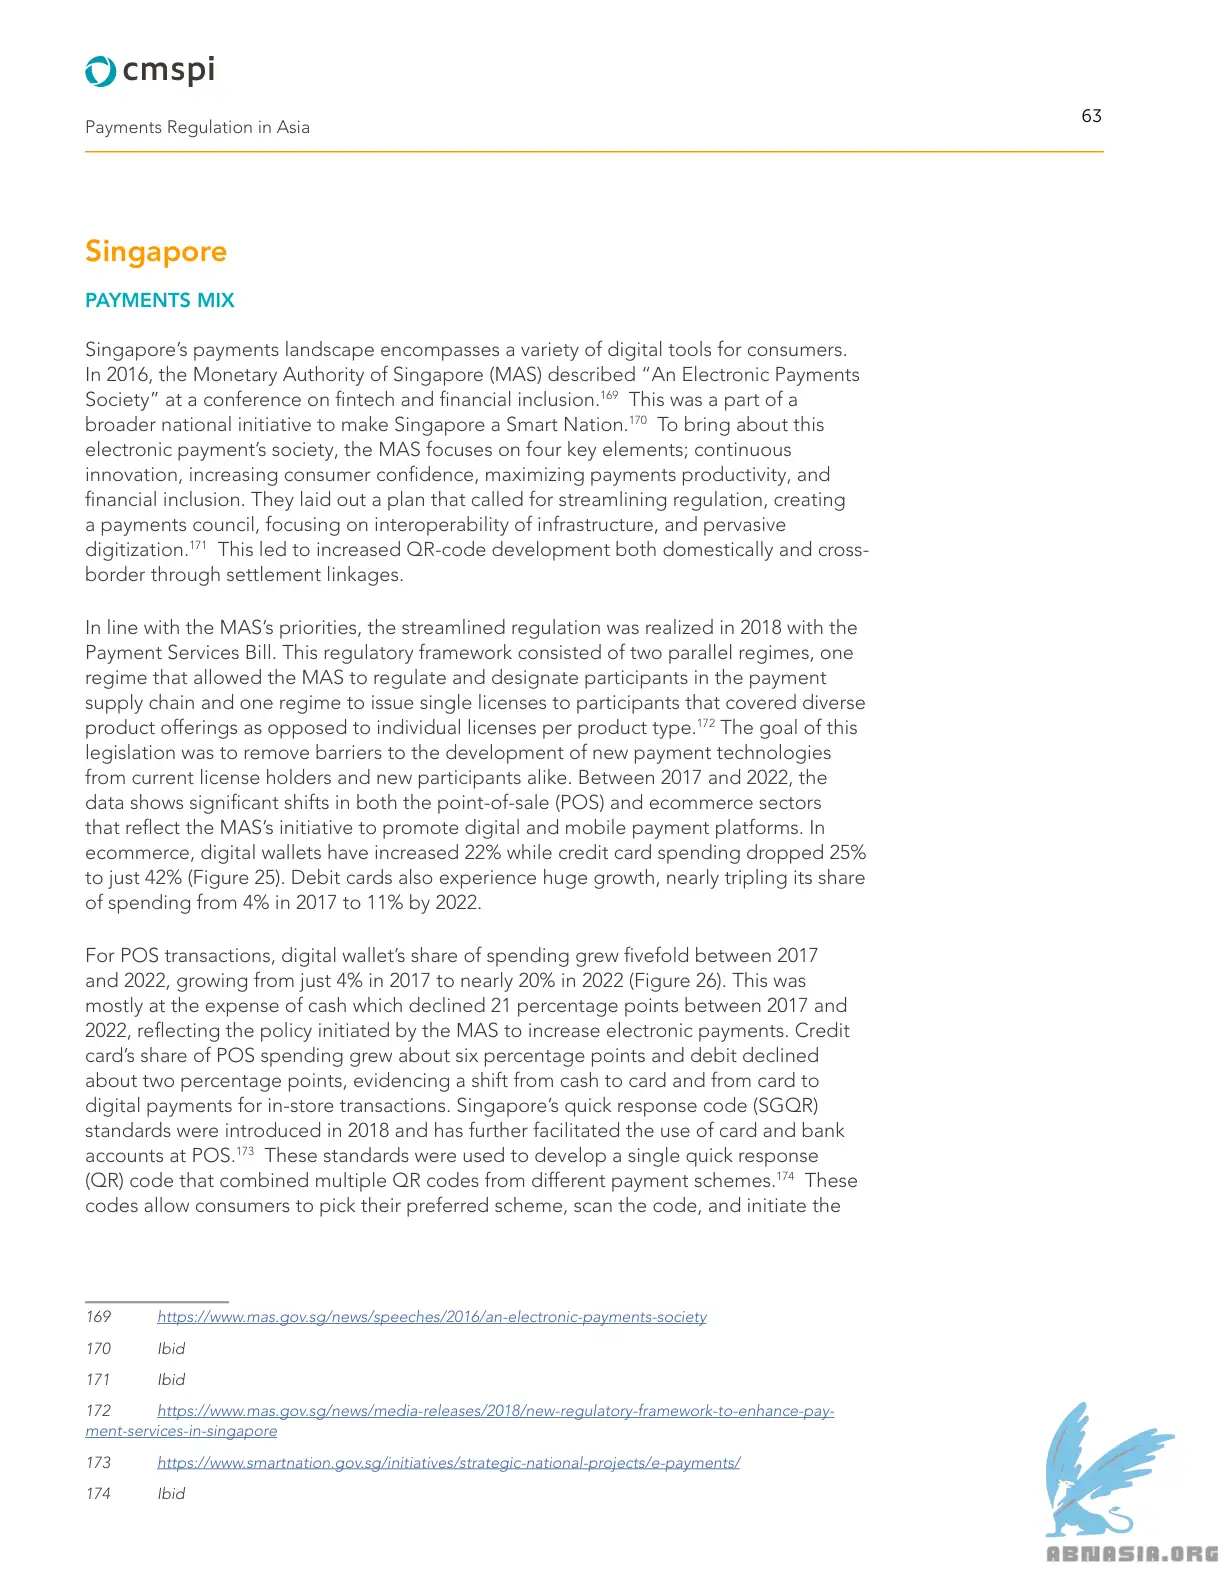 cmspi
Payments Regulation in Asia
63
Singapore
PAYMENTS MIX
Singapore’s payments landscape encompasses a variety of digital tools for consumers.
In 2016, the Monetary Authority of Singapore (MAS) described “An Electronic Payments
Society” at a conference on fintech and financial inclusion.169 This was a part of a
broader national initiative to make Singapore a Smart Nation.170 To bring about this
electronic payment’s society, the MAS focuses on four key elements; continuous
innovation, increasing consumer confidence, maximizing payments productivity, and
financial inclusion. They laid out a plan that called for streamlining regulation, creating
a payments council, focusing on interoperability of infrastructure, and pervasive
digitization.171 This led to increased QR-code development both domestically and cross-
border through settlement linkages.
In line with the MAS’s priorities, the streamlined regulation was realized in 2018 with the
Payment Services Bill. This regulatory framework consisted of two parallel regimes, one
regime that allowed the MAS to regulate and designate participants in the payment
supply chain and one regime to issue single licenses to participants that covered diverse
product offerings as opposed to individual licenses per product type.172 The goal of this
legislation was to remove barriers to the development of new payment technologies
from current license holders and new participants alike. Between 2017 and 2022, the
data shows significant shifts in both the point-of-sale (POS) and ecommerce sectors
that reflect the MAS’s initiative to promote digital and mobile payment platforms. In
ecommerce, digital wallets have increased 22% while credit card spending dropped 25%
to just 42% (Figure 25). Debit cards also experience huge growth, nearly tripling its share
of spending from 4% in 2017 to 11% by 2022.
For POS transactions, digital wallet’s share of spending grew fivefold between 2017
and 2022, growing from just 4% in 2017 to nearly 20% in 2022 (Figure 26). This was
mostly at the expense of cash which declined 21 percentage points between 2017 and
2022, reflecting the policy initiated by the MAS to increase electronic payments. Credit
card’s share of POS spending grew about six percentage points and debit declined
about two percentage points, evidencing a shift from cash to card and from card to
digital payments for in-store transactions. Singapore’s quick response code (SGQR)
standards were introduced in 2018 and has further facilitated the use of card and bank
accounts at POS.173 These standards were used to develop a single quick response
(QR) code that combined multiple QR codes from different payment schemes.174 These
codes allow consumers to pick their preferred scheme, scan the code, and initiate the
169 https://www.mas.gov.sg/news/speeches/2016/an-electronic-payments-society
170 Ibid
171 Ibid
172 https://www.mas.gov.sg/news/media-releases/2018/new-regulatory-framework-to-enhance-pay-
ment-services-in-singapore
173 https://www.smartnation.gov.sg/initiatives/strategic-national-projects/e-payments/
174 Ibid
ABNASIA.ORG